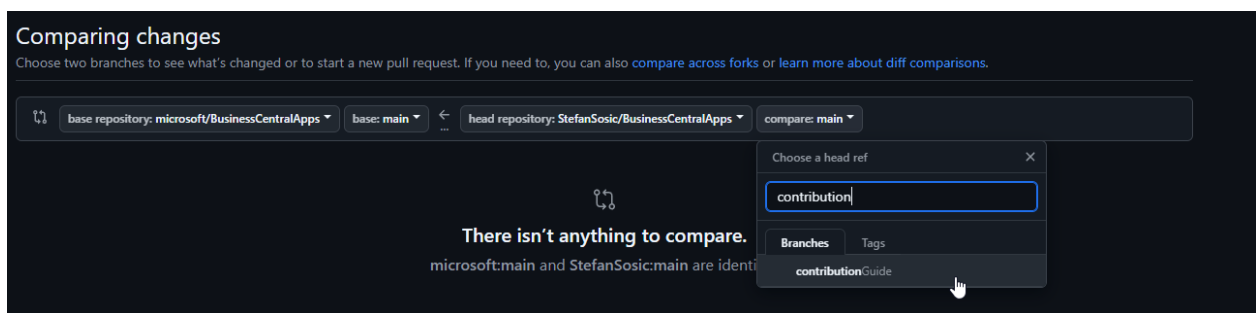 Comparing changes
Choose two branches to see what's changed or to start a new pull request. If you need to, you can also compare across forks or learn more about diff comparisons.
base repository: microsoft/BusinessCentralApps base: main head repository: StefanSosic/BusinessCentralApps compare: main
Choose a head ref
contribution
There isn't anything to compare.
Branches Tags
microsoft:main and StefanSosic:main are identi
contributionGuide